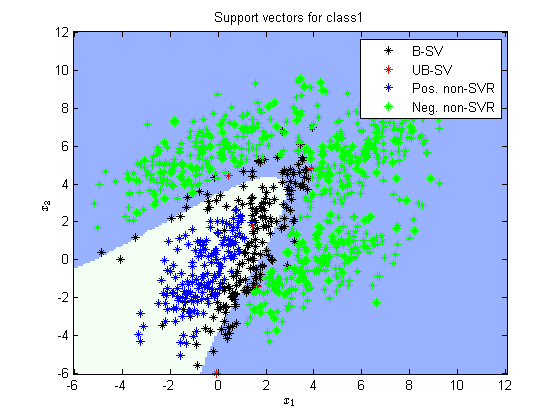 Support vectors for class1
12
10
8
6
4
2
0
-2
-4
-6
x2
B-SV
UB-SV
Pos. non-SVR
Neg. non-SVR
-6 -4 -2 0 2 4 6 8 10 12
x1